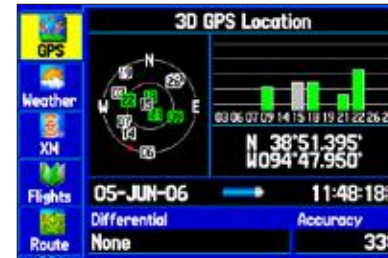 3D GPS Location
GPS
Weather
XM
Flights
Route
N
W
E
03 06 07 09 14 15 18 19 21 22 26
N 38°51.395'
W094°47.950'
05-JUN-06
11:48:18
Differential
Accuracy
None
33